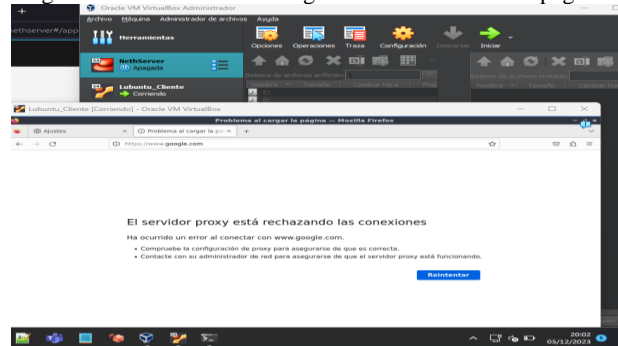 Oracle VM VirtualBox Administrador
Archivo Máquina Administrador de archivos Ayuda
nethserver#/app
Herramientas
Opciones Operaciones Traza Configuración Descartar Iniciar
NethServer
Apagada
Lubuntu_Cliente
Corriendo
Lubuntu_Cliente [Corriendo] - Oracle VM VirtualBox
Problema al cargar la página — Mozilla Firefox
Ajustes
Problema al cargar la pá
https://www.google.com
El servidor proxy está rechazando las conexiones
Ha ocurrido un error al conectar con www.google.com.
• Compruebe la configuración de proxy para asegurarse de que es correcta.
• Contacte con su administrador de red para asegurarse de que el servidor proxy está funcionando.
Reintentar
20:02
05/12/2023